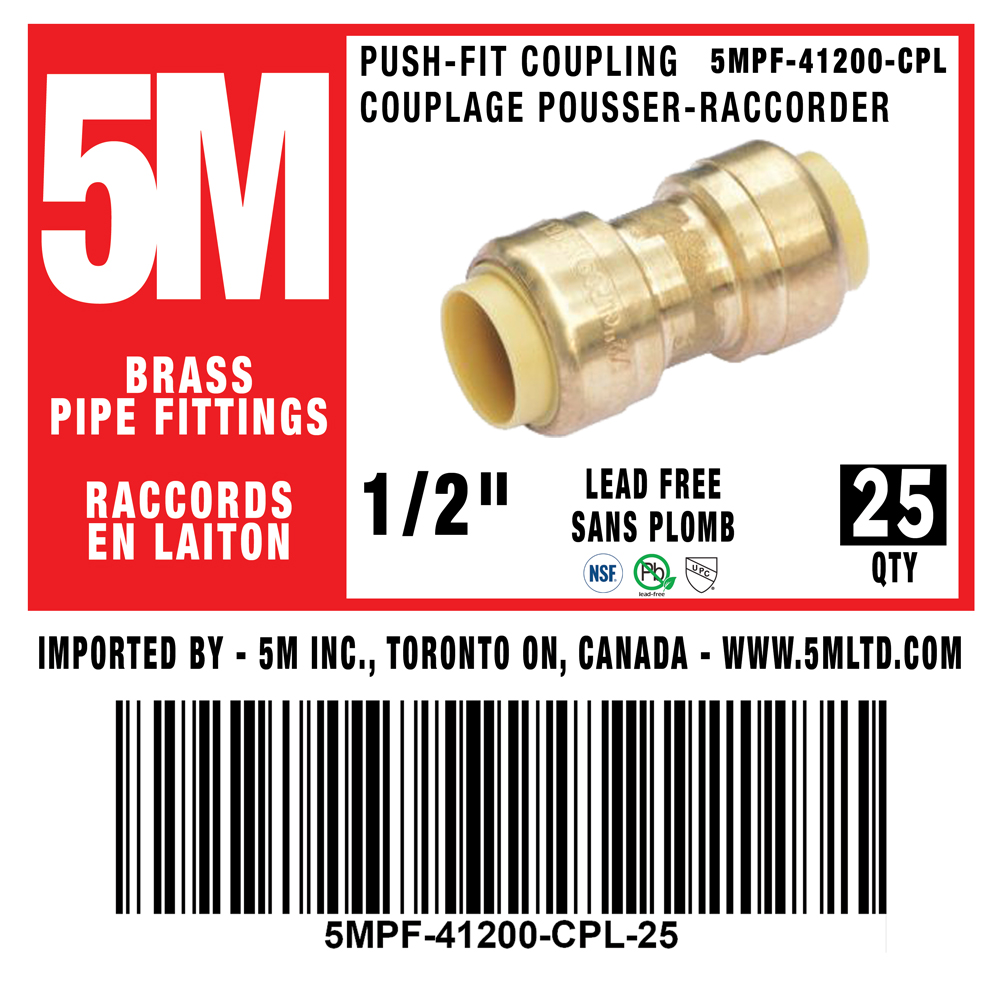 5M
BRASS
PIPE FITTINGS
RACCORDS
EN LAITON
PUSH-FIT COUPLING 5MPF-41200-CPL
COUPLAGE POUSSER-RACCORDER
1/2"
LEAD FREE
SANS PLOMB
NSF
Pb
lead-free
UPC
25
QTY
IMPORTED BY - 5M INC., TORONTO ON, CANADA - WWW.5MLTD.COM
5MPF-41200-CPL-25